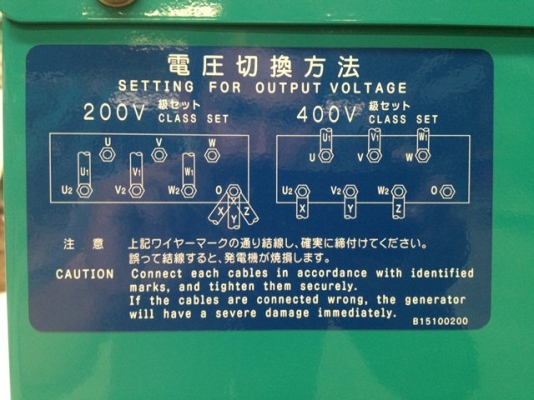 電圧切換方法
SETTING FOR OUTPUT VOLTAGE
200V 級セット CLASS SET
400V 級セット CLASS SET
U1 V1 W1
U V W
U V W
U1 V1 W1
U2 V2 W2 O
U2 V2 W2 O
X Y Z
X Y Z
注 意 上記ワイヤーマークの通り結線し、確実に締付けてください。
誤って結線すると、発電機が焼損します。
CAUTION Connect each cables in accordance with identified
marks, and tighten them securely.
If the cables are connected wrong, the generator
will have a severe damage immediately.
B15100200